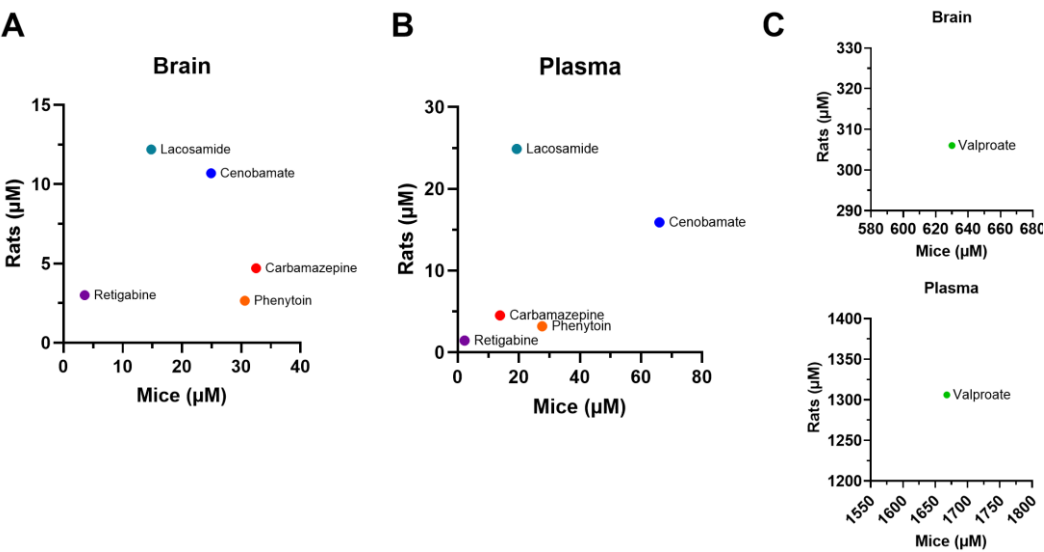 A
Brain
Rats (µM)
15
10
5
0
Lacosamide
Cenobamate
Carbamazepine
Retigabine
Phenytoin
0 10 20 30 40
Mice (µM)
B
Plasma
Rats (µM)
30
20
10
0
Lacosamide
Cenobamate
Carbamazepine
Phenytoin
Retigabine
0 20 40 60 80
Mice (µM)
C
Brain
Rats (µM)
330
320
310
300
290
Valproate
580 600 620 640 660 680
Mice (µM)
Plasma
Rats (µM)
1400
1350
1300
1250
1200
Valproate
1550 1600 1650 1700 1750 1800
Mice (µM)